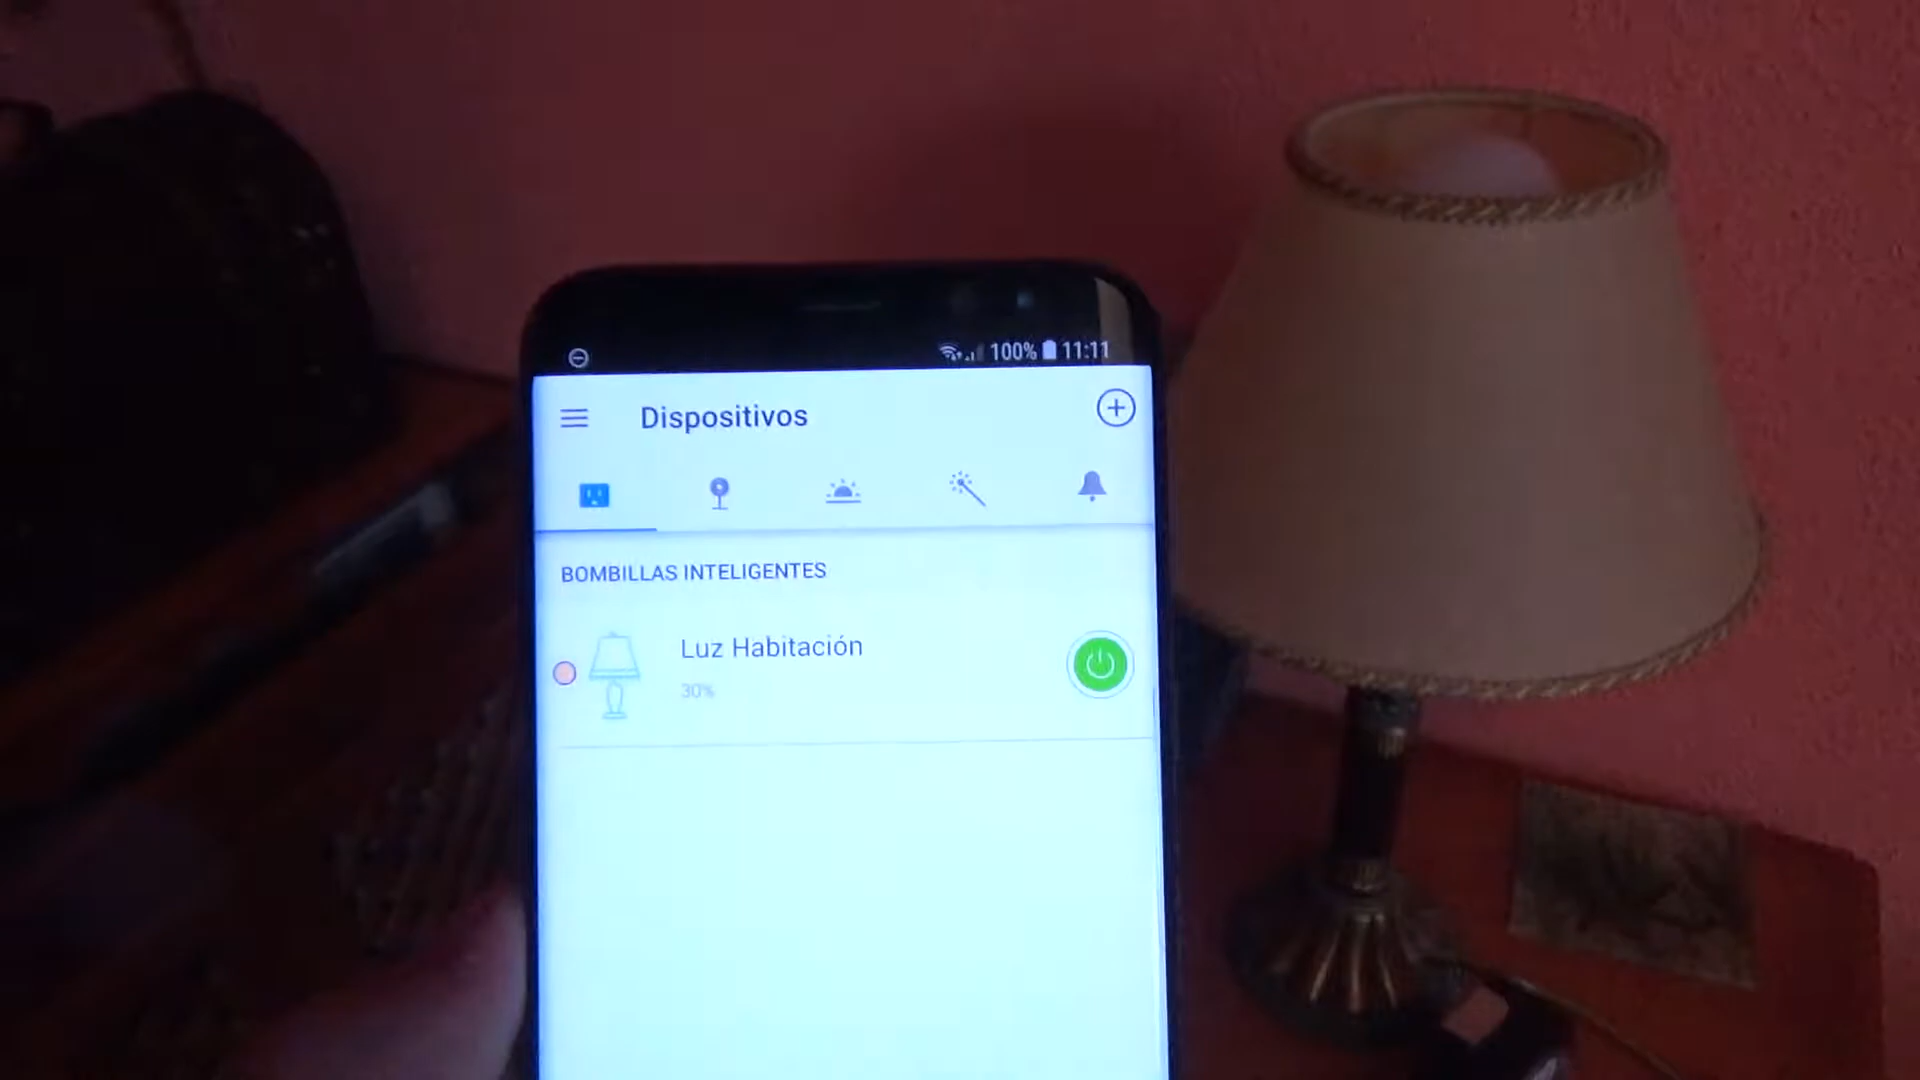 100% 11:11
Dispositivos
BOMBILLAS INTELIGENTES
Luz Habitación
30%